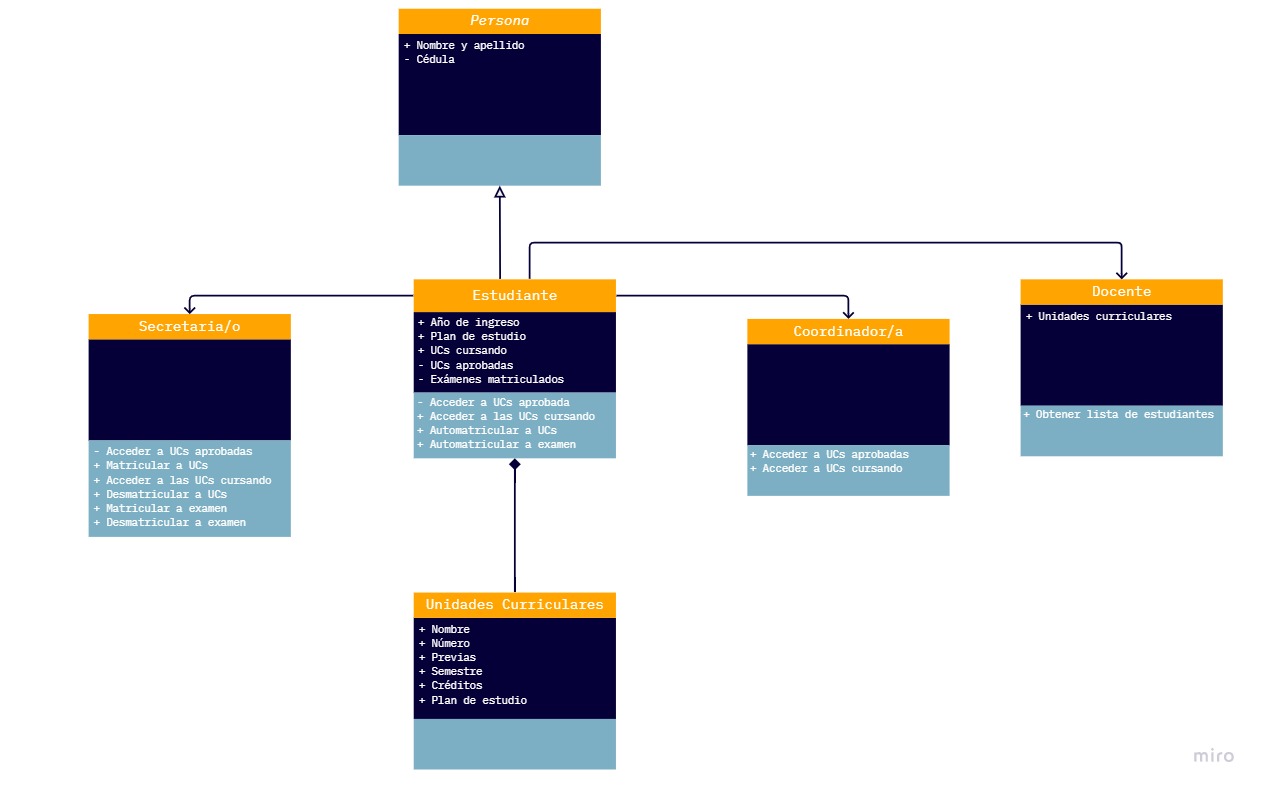 Persona
+ Nombre y apellido
- Cédula
Estudiante
+ Año de ingreso
+ Plan de estudio
+ UCs cursando
- UCs aprobadas
- Exámenes matriculados
- Acceder a UCs aprobada
+ Acceder a las UCs cursando
+ Automatricular a UCs
+ Automatricular a examen
Secretaria/o
- Acceder a UCs aprobadas
+ Matricular a UCs
+ Acceder a las UCs cursando
+ Desmatricular a UCs
+ Matricular a examen
+ Desmatricular a examen
Coordinador/a
+ Acceder a UCs aprobadas
+ Acceder a UCs cursando
Docente
+ Unidades curriculares
+ Obtener lista de estudiantes
Unidades Curriculares
+ Nombre
+ Número
+ Previas
+ Semestre
+ Créditos
+ Plan de estudio
miro